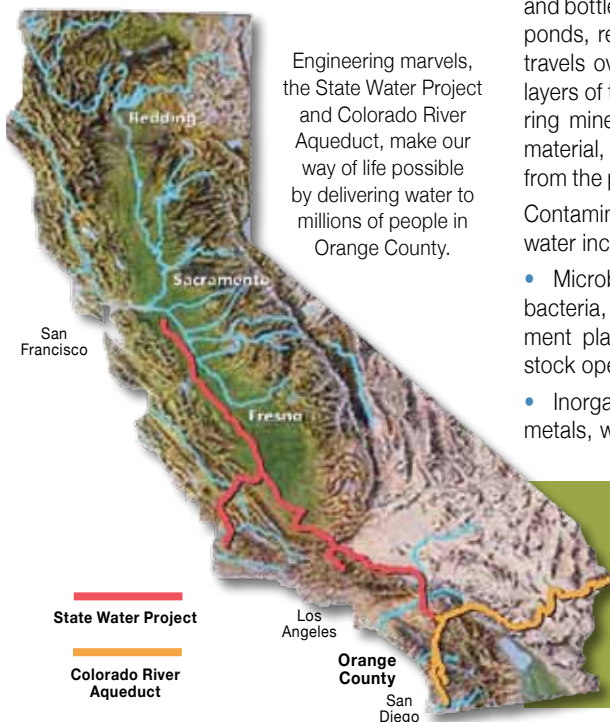 Engineering marvels,
the State Water Project
and Colorado River
Aqueduct, make our
way of life possible
by delivering water to
millions of people in
Orange County.
Redding
Sacramento
San
Francisco
Fresno
State Water Project
Colorado River
Aqueduct
Los
Angeles
Orange
County
San
Diego
and bottle
ponds, re
travels ov
layers of t
ring mine
material,
from the p
Contamin
water inc
• Microb
bacteria,
ment pla
stock ope
• Inorga
metals, w